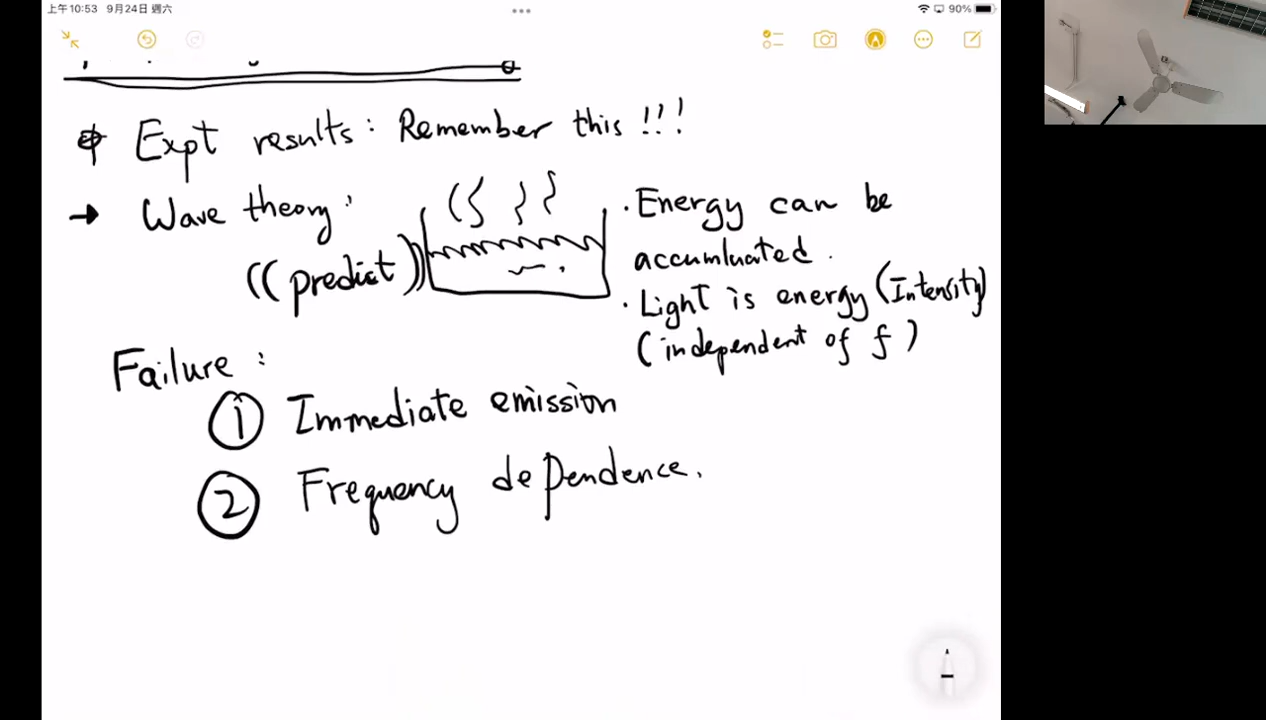 上午10:53 9月24日 週六
90%
Expt results: Remember this !!!
→ Wave theory:
((predict))
· Energy can be
accumluated.
· Light is energy (Intensity)
(independent of f)
Failure:
① Immediate emission
② Frequency dependence.